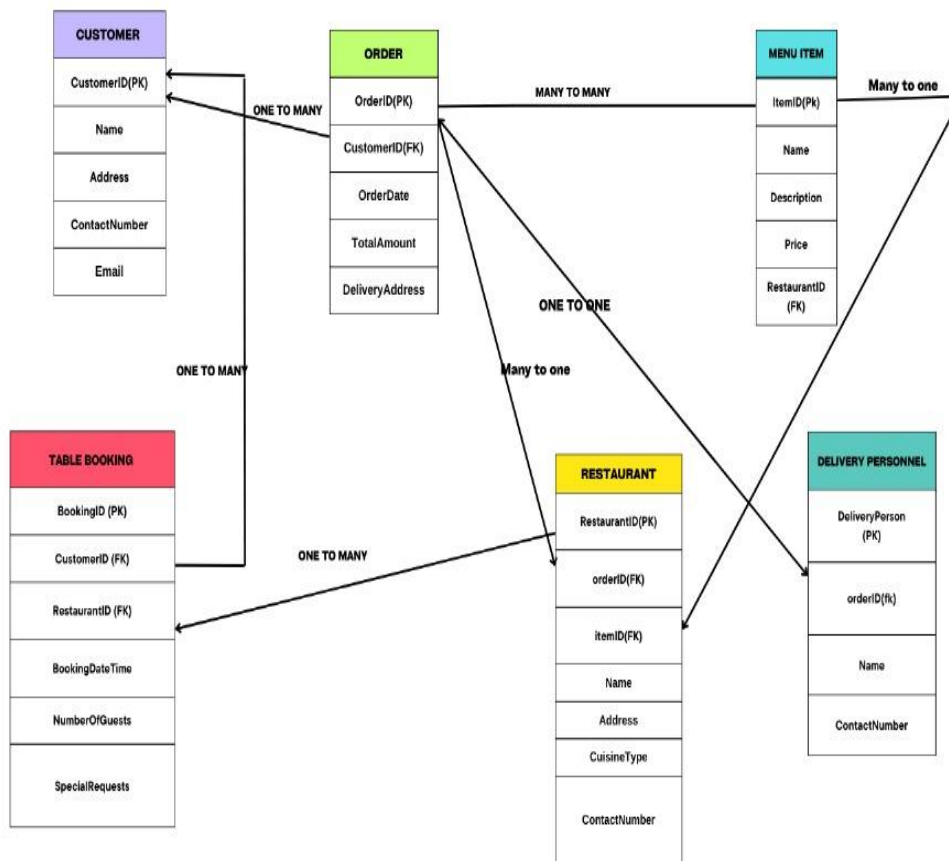 CUSTOMER
CustomerID(PK)
Name
Address
ContactNumber
Email
ONE TO MANY
ORDER
OrderID(PK)
CustomerID(FK)
OrderDate
TotalAmount
DeliveryAddress
MANY TO MANY
MENU ITEM
ItemID(Pk)
Name
Description
Price
RestaurantID
(FK)
Many to one
ONE TO ONE
Many to one
ONE TO MANY
TABLE BOOKING
BookingID (PK)
CustomerID (FK)
RestaurantID (FK)
BookingDateTime
NumberOfGuests
SpecialRequests
ONE TO MANY
RESTAURANT
RestaurantID(PK)
orderID(FK)
itemID(FK)
Name
Address
CuisineType
ContactNumber
DELIVERY PERSONNEL
DeliveryPerson
(PK)
orderID(fk)
Name
ContactNumber